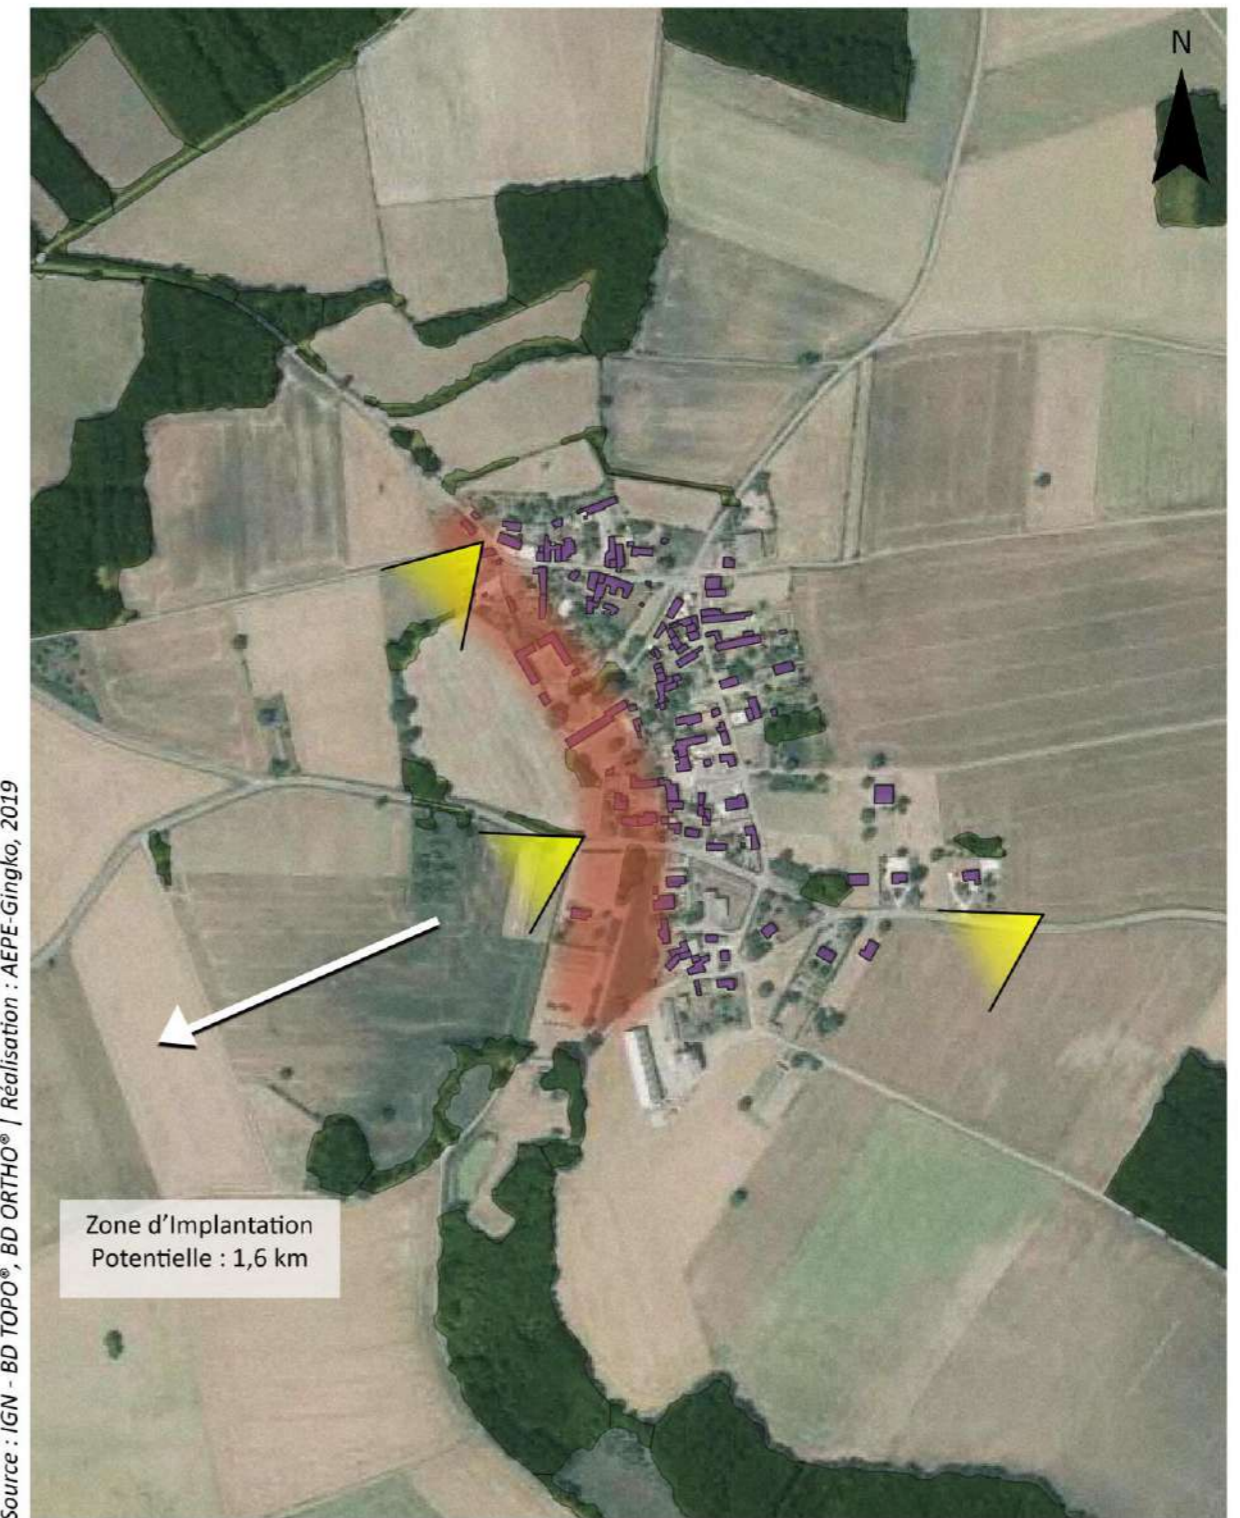 N
Zone d'Implantation
Potentielle : 1,6 km
Source : IGN - BD TOPO®, BD ORTHO® | Réalisation : AEPE-Gingko, 2019